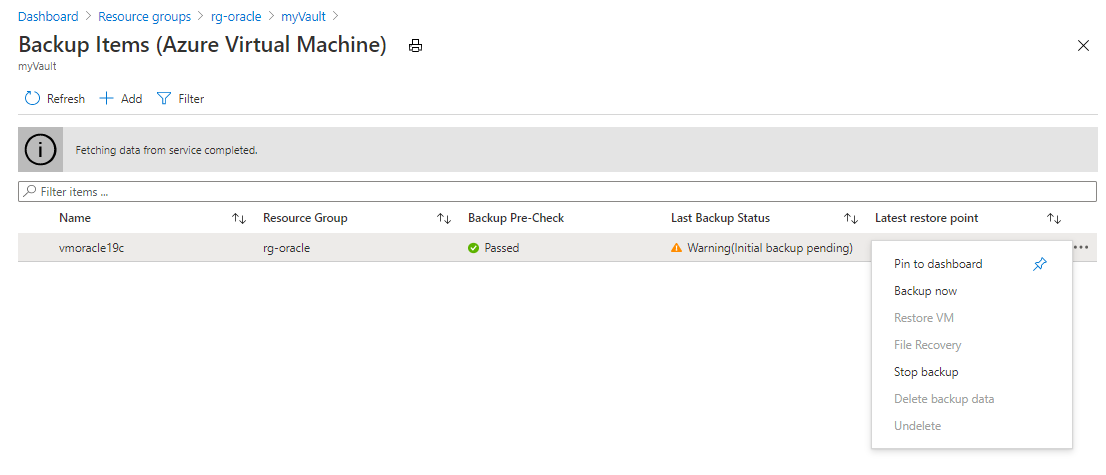 Dashboard > Resource groups > rg-oracle > myVault >
Backup Items (Azure Virtual Machine)
myVault
Refresh Add Filter
Fetching data from service completed.
Filter items ...
Name Resource Group Backup Pre-Check Last Backup Status Latest restore point
vmoracle19c rg-oracle Passed Warning(Initial backup pending)
Pin to dashboard
Backup now
Restore VM
File Recovery
Stop backup
Delete backup data
Undelete